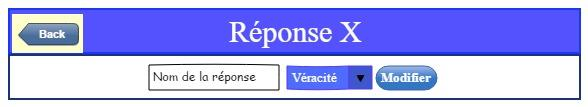 Back
Réponse X
Nom de la réponse Véracité ▼ Modifier